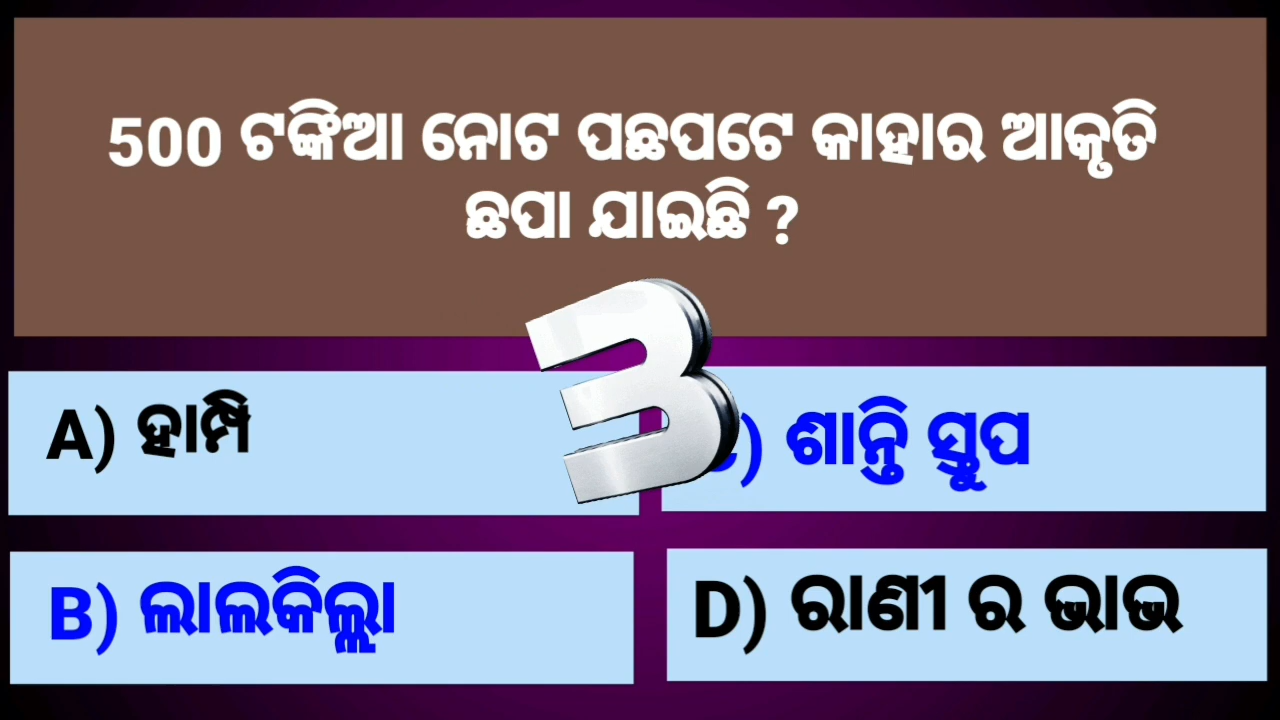 500 ଟଙ୍କିଆ ନୋଟ ପଛପଟେ କାହାର ଆକୃତି
ଛପା ଯାଇଛି ?
3
A) ହାମ୍ପି
C) ଶାନ୍ତି ସ୍ତୁପ
B) ଲାଲକିଲ୍ଲା
D) ରାଣୀ ର ଭାଭ